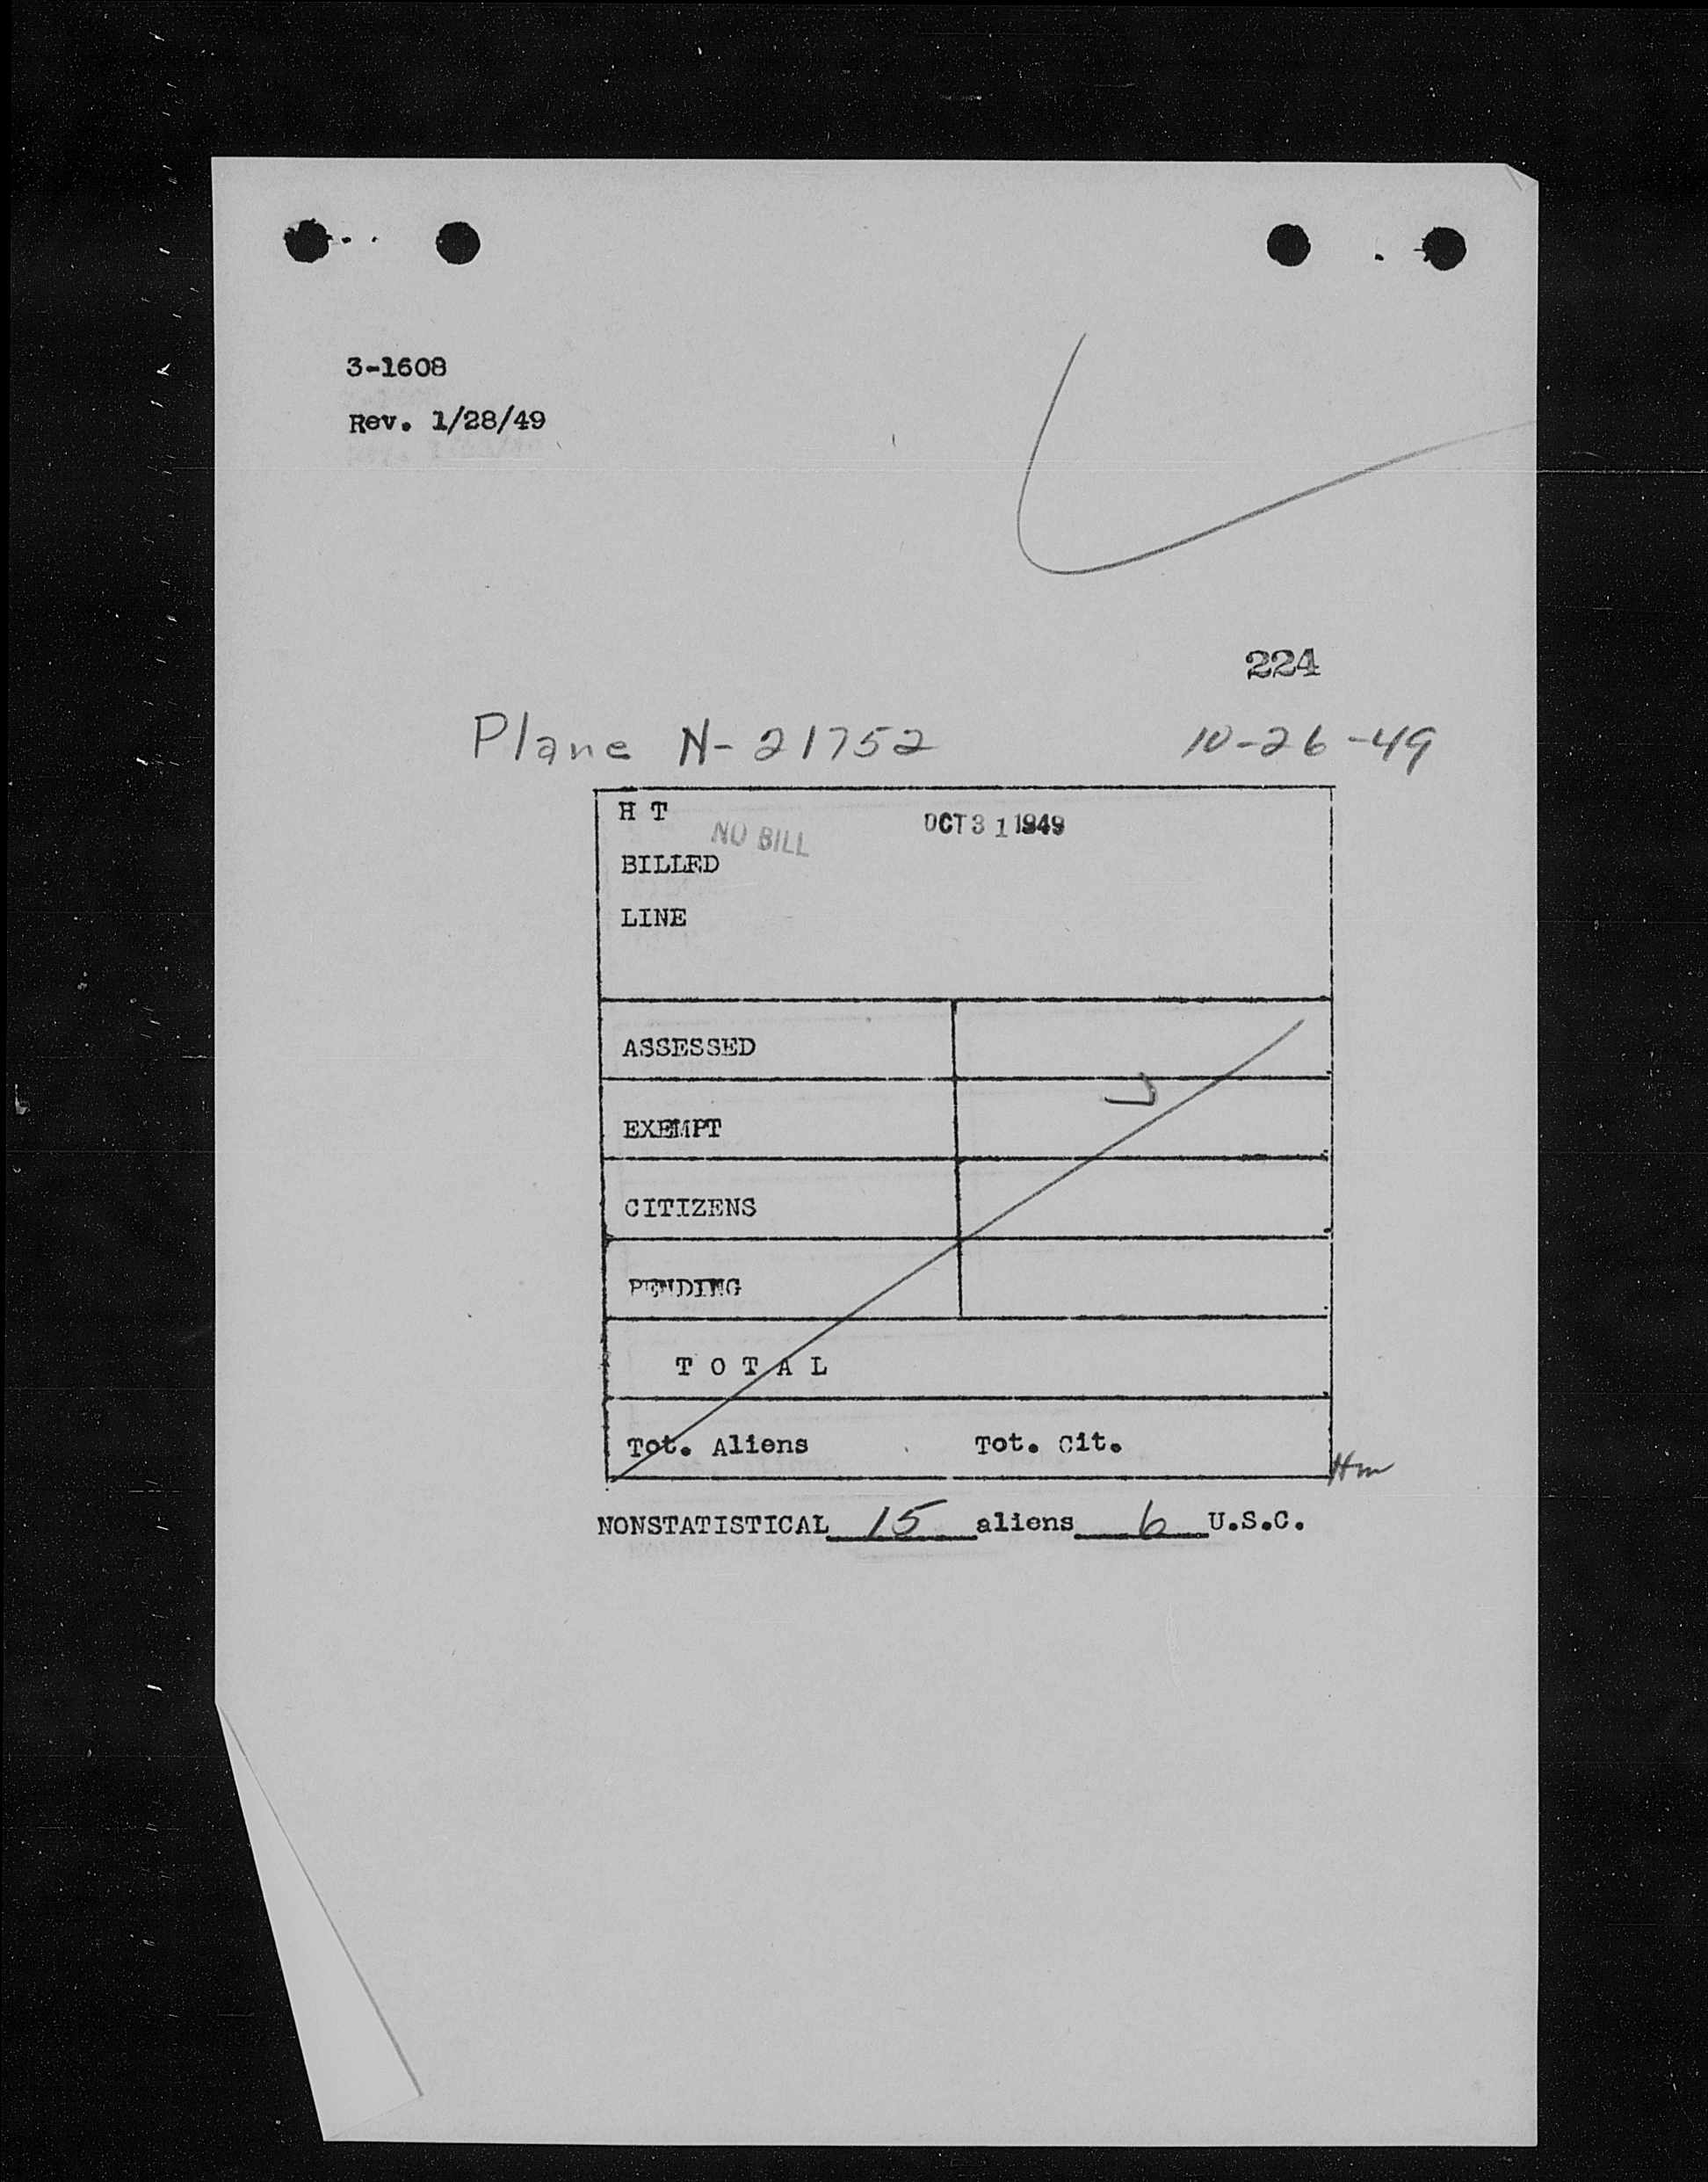 3-1608
Rev. 1/28/49
224
Plane N-21752 10-26-49
H T
NO BILL OCT 31 1949
BILLED
LINE
ASSESSED
EXEMPT
CITIZENS
PENDING
T O T A L
Tot. Aliens Tot. Cit.
Hm
NONSTATISTICAL 15 aliens 6 U.S.C.